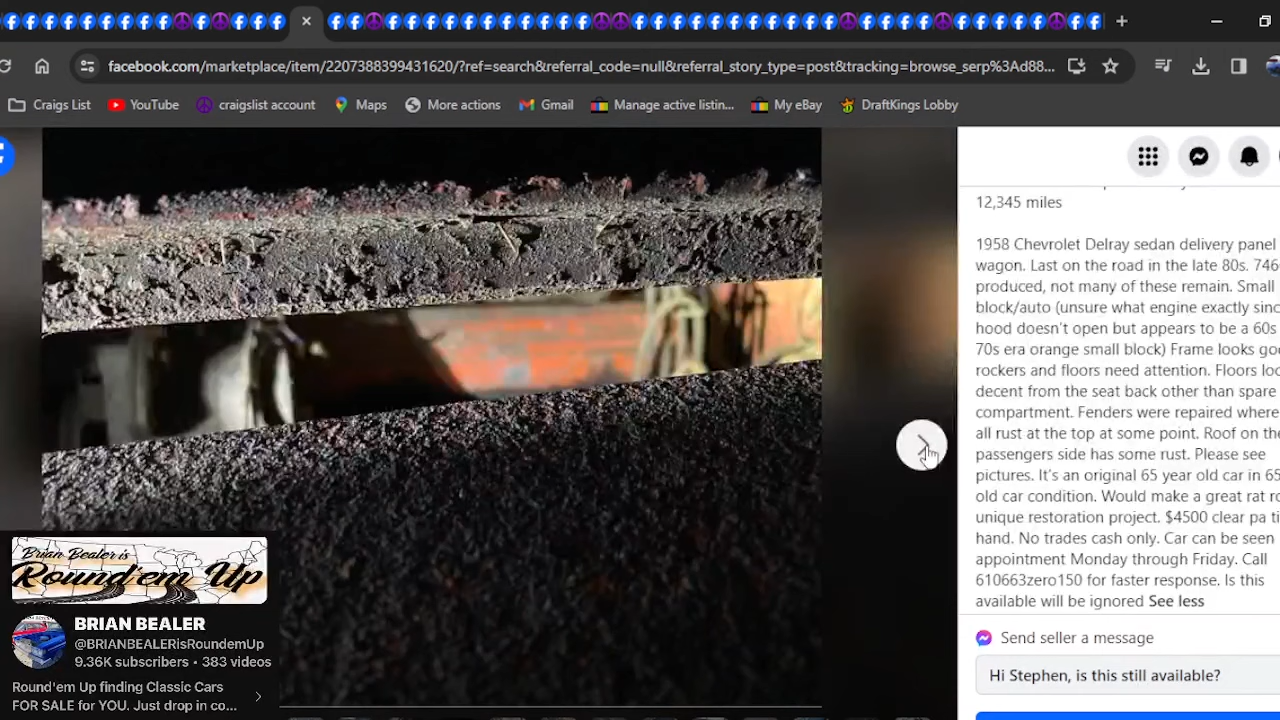 facebook.com/marketplace/item/2207388399431620/?ref=search&referral_code=null&referral_story_type=post&tracking=browse_serp%3Ad88...
Craigs List
YouTube
craigslist account
Maps
More actions
Gmail
Manage active listin...
My eBay
DraftKings Lobby
12,345 miles
1958 Chevrolet Delray sedan delivery panel
wagon. Last on the road in the late 80s. 746
produced, not many of these remain. Small
block/auto (unsure what engine exactly sinc
hood doesn't open but appears to be a 60s
70s era orange small block) Frame looks go
rockers and floors need attention. Floors loo
decent from the seat back other than spare
compartment. Fenders were repaired where
all rust at the top at some point. Roof on the
passengers side has some rust. Please see
pictures. It's an original 65 year old car in 65
old car condition. Would make a great rat ro
unique restoration project. $4500 clear pa ti
hand. No trades cash only. Car can be seen
appointment Monday through Friday. Call
610663zero150 for faster response. Is this
available will be ignored See less
Send seller a message
Hi Stephen, is this still available?
Brian Bealer is
Round'em Up
BRIAN BEALER
@BRIANBEALERisRoundemUp
9.36K subscribers • 383 videos
Round'em Up finding Classic Cars
FOR SALE for YOU. Just drop in co...